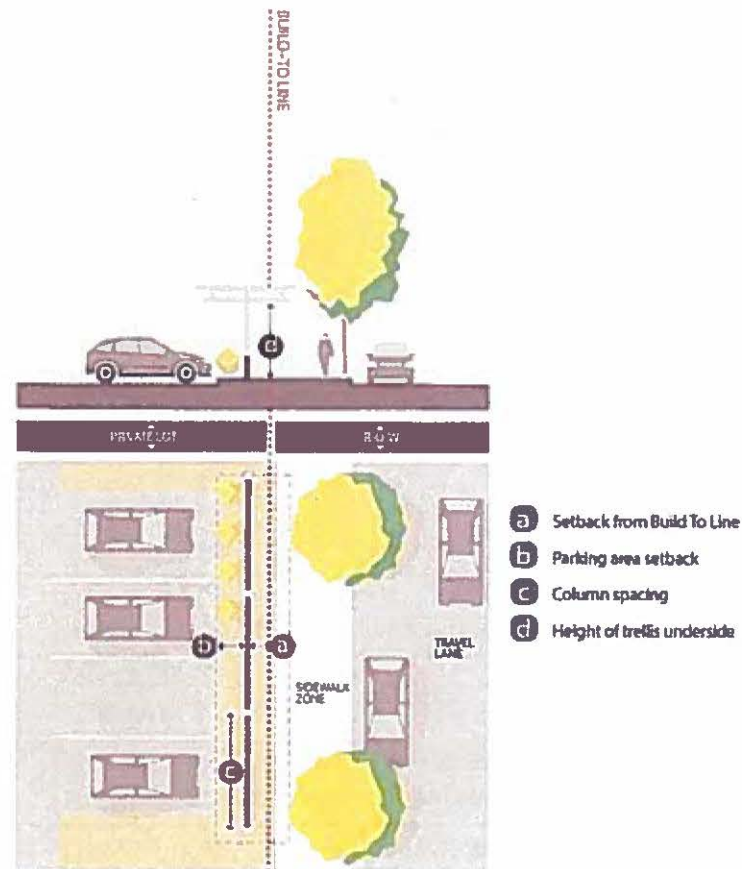 BUILD-TO LINE
d
PRIVATE LOT
R.O.W
b
a
TRAVEL
LANE
SIDEWALK
ZONE
c
a Setback from Build To Line
b Parking area setback
c Column spacing
d Height of trellis underside